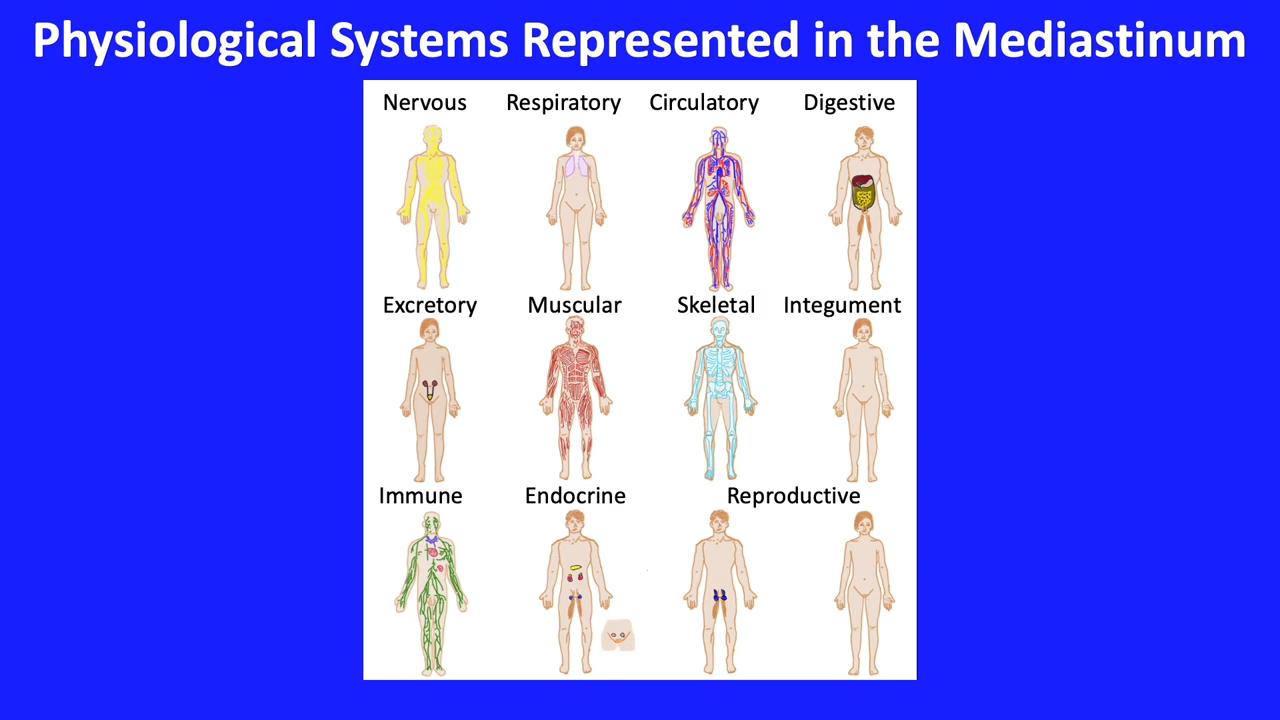 Physiological Systems Represented in the Mediastinum
Nervous Respiratory Circulatory Digestive
Excretory Muscular Skeletal Integument
Immune Endocrine Reproductive